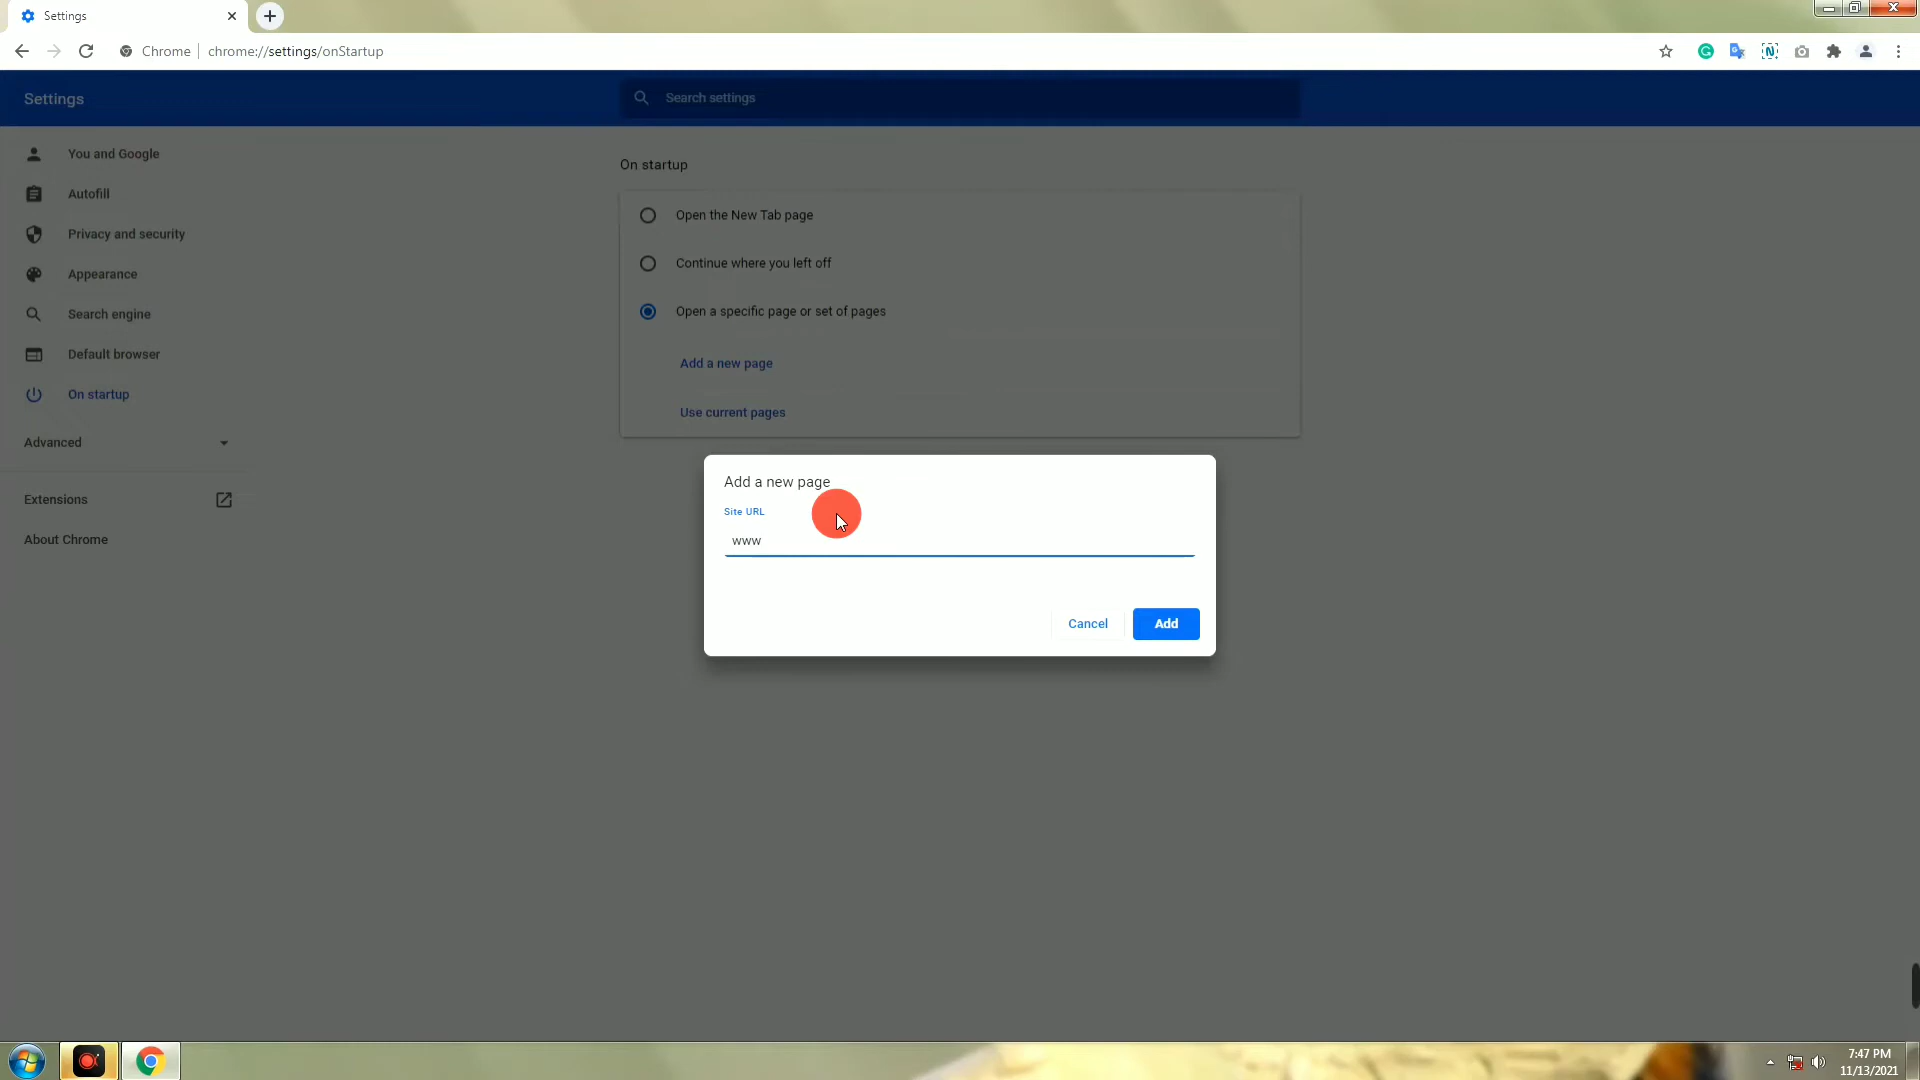 Settings
Chrome
chrome://settings/onStartup
Settings
Search settings
You and Google
Autofill
Privacy and security
Appearance
Search engine
Default browser
On startup
Advanced
Extensions
About Chrome
On startup
Open the New Tab page
Continue where you left off
Open a specific page or set of pages
Add a new page
Use current pages
Add a new page
Site URL
www
Cancel
Add
7:47 PM
11/13/2021